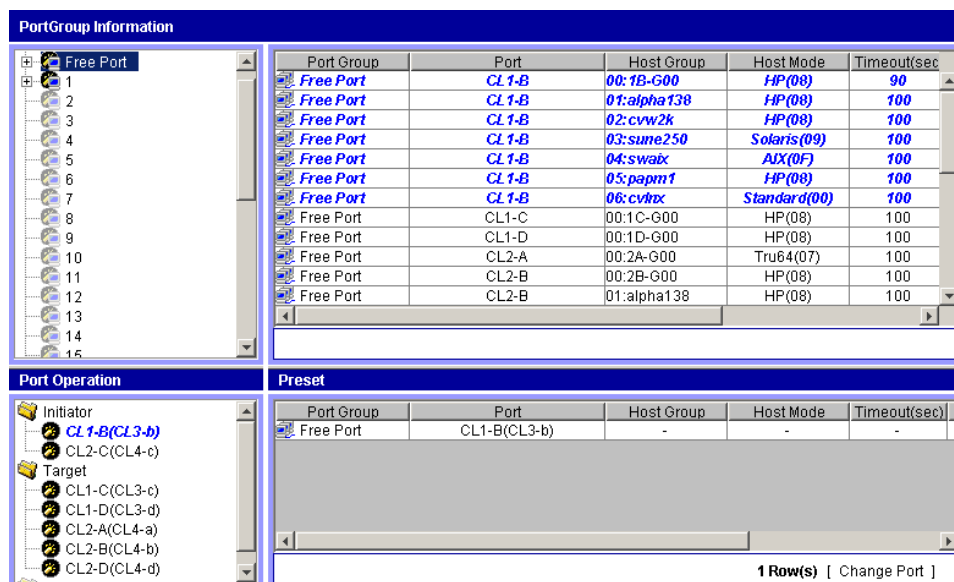 PortGroup Information
Free Port
1
2
3
4
5
6
7
8
9
10
11
12
13
14
15
Port Group Port Host Group Host Mode Timeout(sec
Free Port CL1-B 00:1B-G00 HP(08) 90
Free Port CL1-B 01:alpha138 HP(08) 100
Free Port CL1-B 02:cvw2k HP(08) 100
Free Port CL1-B 03:sune250 Solaris(09) 100
Free Port CL1-B 04:swaix AIX(0F) 100
Free Port CL1-B 05:papm1 HP(08) 100
Free Port CL1-B 06:cvlnx Standard(00) 100
Free Port CL1-C 00:1C-G00 HP(08) 100
Free Port CL1-D 00:1D-G00 HP(08) 100
Free Port CL2-A 00:2A-G00 Tru64(07) 100
Free Port CL2-B 00:2B-G00 HP(08) 100
Free Port CL2-B 01:alpha138 HP(08) 100
Port Operation
Initiator
CL1-B(CL3-b)
CL2-C(CL4-c)
Target
CL1-C(CL3-c)
CL1-D(CL3-d)
CL2-A(CL4-a)
CL2-B(CL4-b)
CL2-D(CL4-d)
Preset
Port Group Port Host Group Host Mode Timeout(sec)
Free Port CL1-B(CL3-b) - - -
1 Row(s) [ Change Port ]